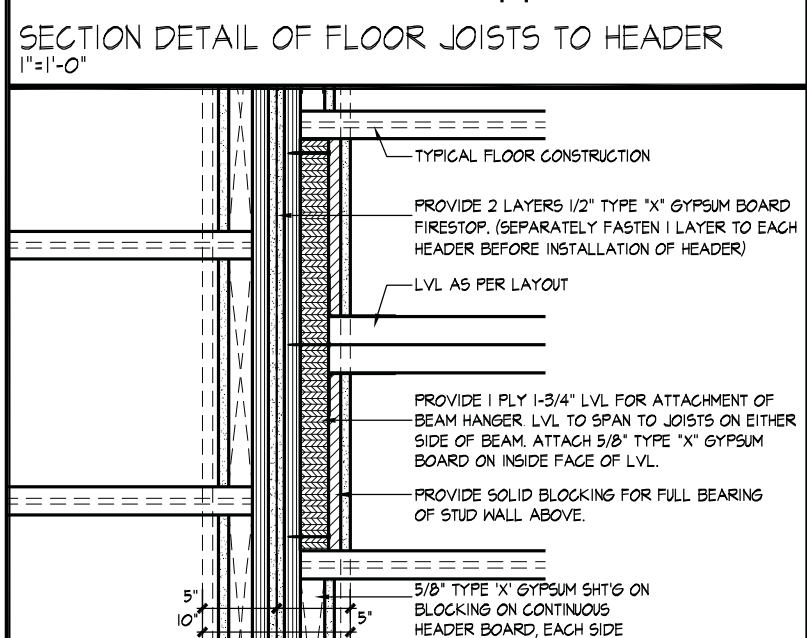 SECTION DETAIL OF FLOOR JOISTS TO HEADER
1"=1'-0"
TYPICAL FLOOR CONSTRUCTION
PROVIDE 2 LAYERS 1/2" TYPE "X" GYPSUM BOARD
FIRESTOP. (SEPARATELY FASTEN 1 LAYER TO EACH
HEADER BEFORE INSTALLATION OF HEADER)
LVL AS PER LAYOUT
PROVIDE 1 PLY 1-3/4" LVL FOR ATTACHMENT OF
BEAM HANGER. LVL TO SPAN TO JOISTS ON EITHER
SIDE OF BEAM. ATTACH 5/8" TYPE "X" GYPSUM
BOARD ON INSIDE FACE OF LVL.
PROVIDE SOLID BLOCKING FOR FULL BEARING
OF STUD WALL ABOVE.
5/8" TYPE 'X' GYPSUM SHT'G ON
BLOCKING ON CONTINUOUS
HEADER BOARD, EACH SIDE
5"
10"
5"